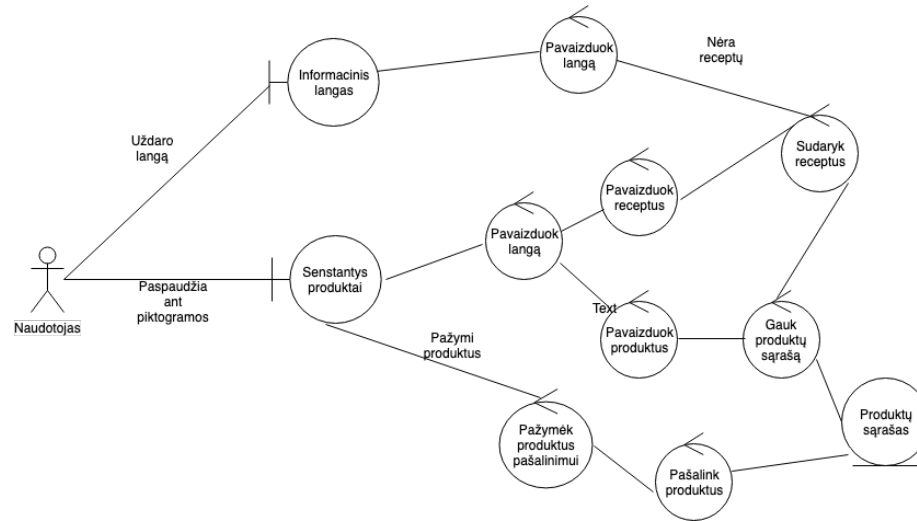 Informacinis
langas
Pavaizduok
langą
Nėra
receptų
Uždaro
langą
Sudaryk
receptus
Pavaizduok
receptus
Pavaizduok
langą
Naudotojas
Paspaudžia
ant
piktogramos
Senstantys
produktai
Text
Pavaizduok
produktus
Gauk
produktų
sąrašą
Pažymi
produktus
Pažymėk
produktus
pašalinimui
Pašalink
produktus
Produktų
sąrašas